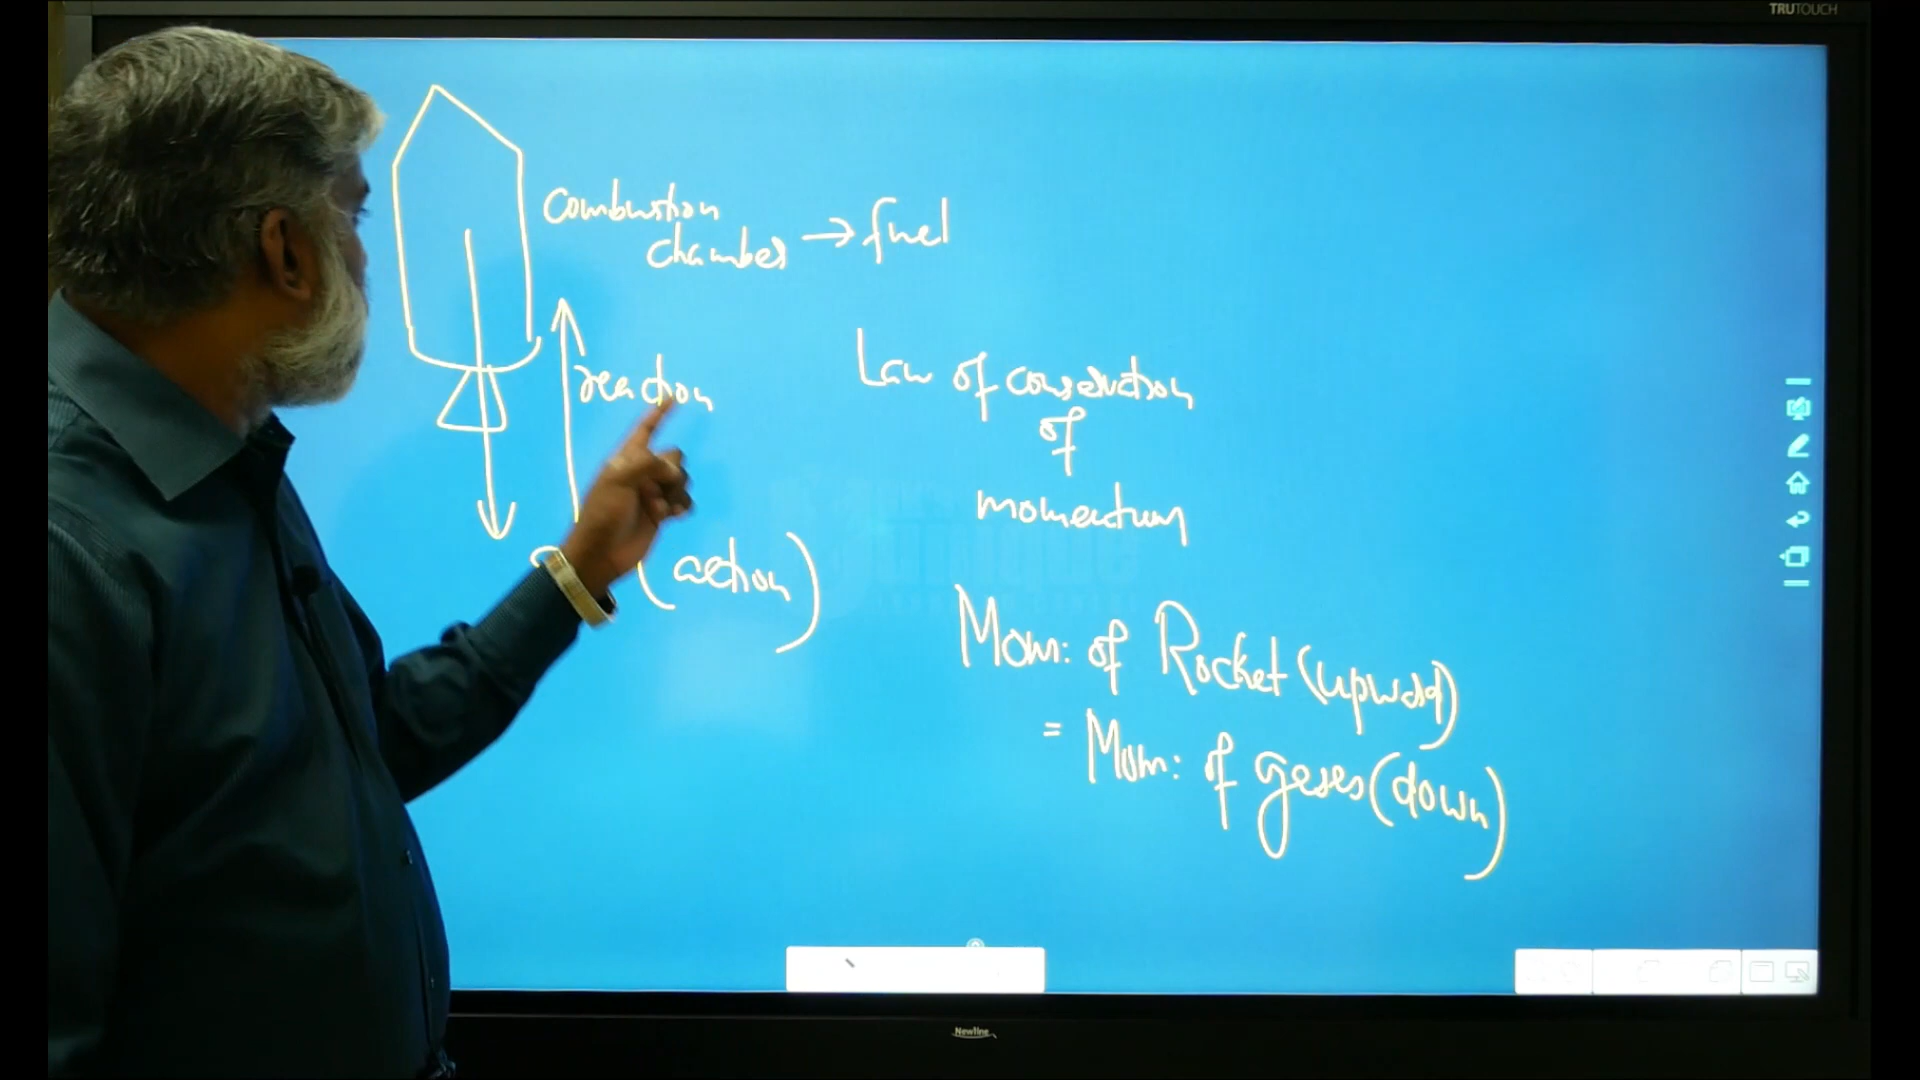 TRUTOUCH
Combustion
chamber → fuel
reaction
Law of conservation
of
momentum
(action)
Mom: of Rocket (upward)
= Mom: of geses (down)
Newline